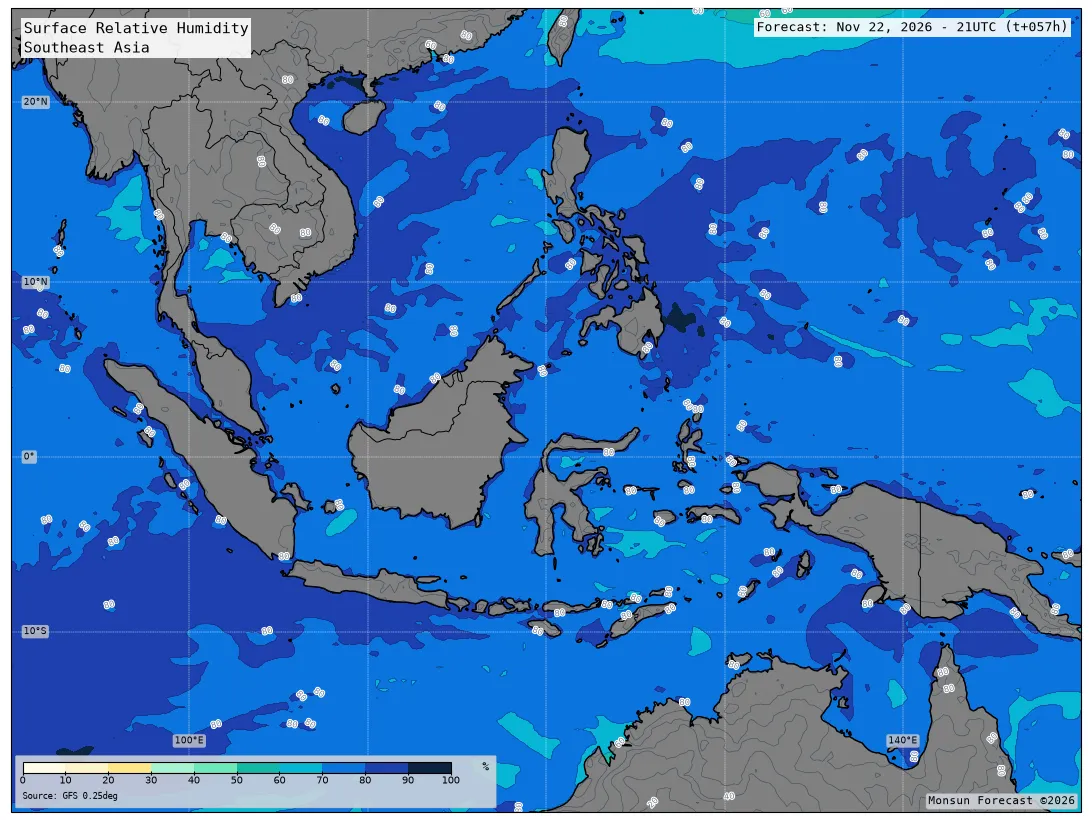 Surface Relative Humidity
Southeast Asia
Forecast: Nov 22, 2026 - 21UTC (t+057h)
20°N
10°N
0°
10°S
100°E
140°E
0 10 20 30 40 50 60 70 80 90 100
%
Source: GFS 0.25deg
Monsun Forecast ©2026